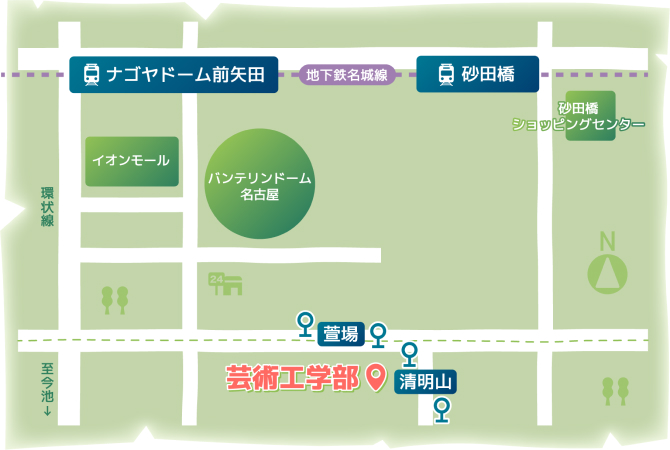 ナゴヤドーム前矢田
地下鉄名城線
砂田橋
砂田橋
ショッピングセンター
イオンモール
バンテリンドーム
名古屋
環状線
N
24
萱場
芸術工学部
清明山
至今池↓